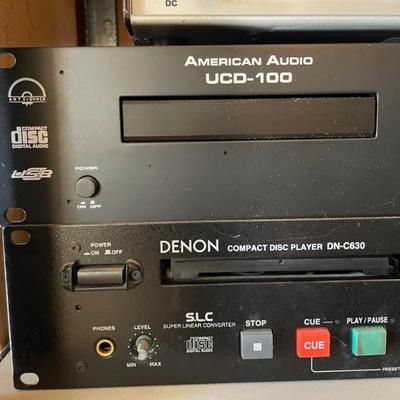 DC
AMERICAN AUDIO
UCD-100
ANTI-SHOCK
COMPACT
disc
DIGITAL AUDIO
USB
POWER
ON OFF
POWER
ON OFF
DENON COMPACT DISC PLAYER DN-C630
PHONES
LEVEL
MIN MAX
S.L.C
SUPER LINEAR CONVERTER
COMPACT
disc
DIGITAL AUDIO
STOP
CUE
CUE
PLAY/PAUSE
PRESET